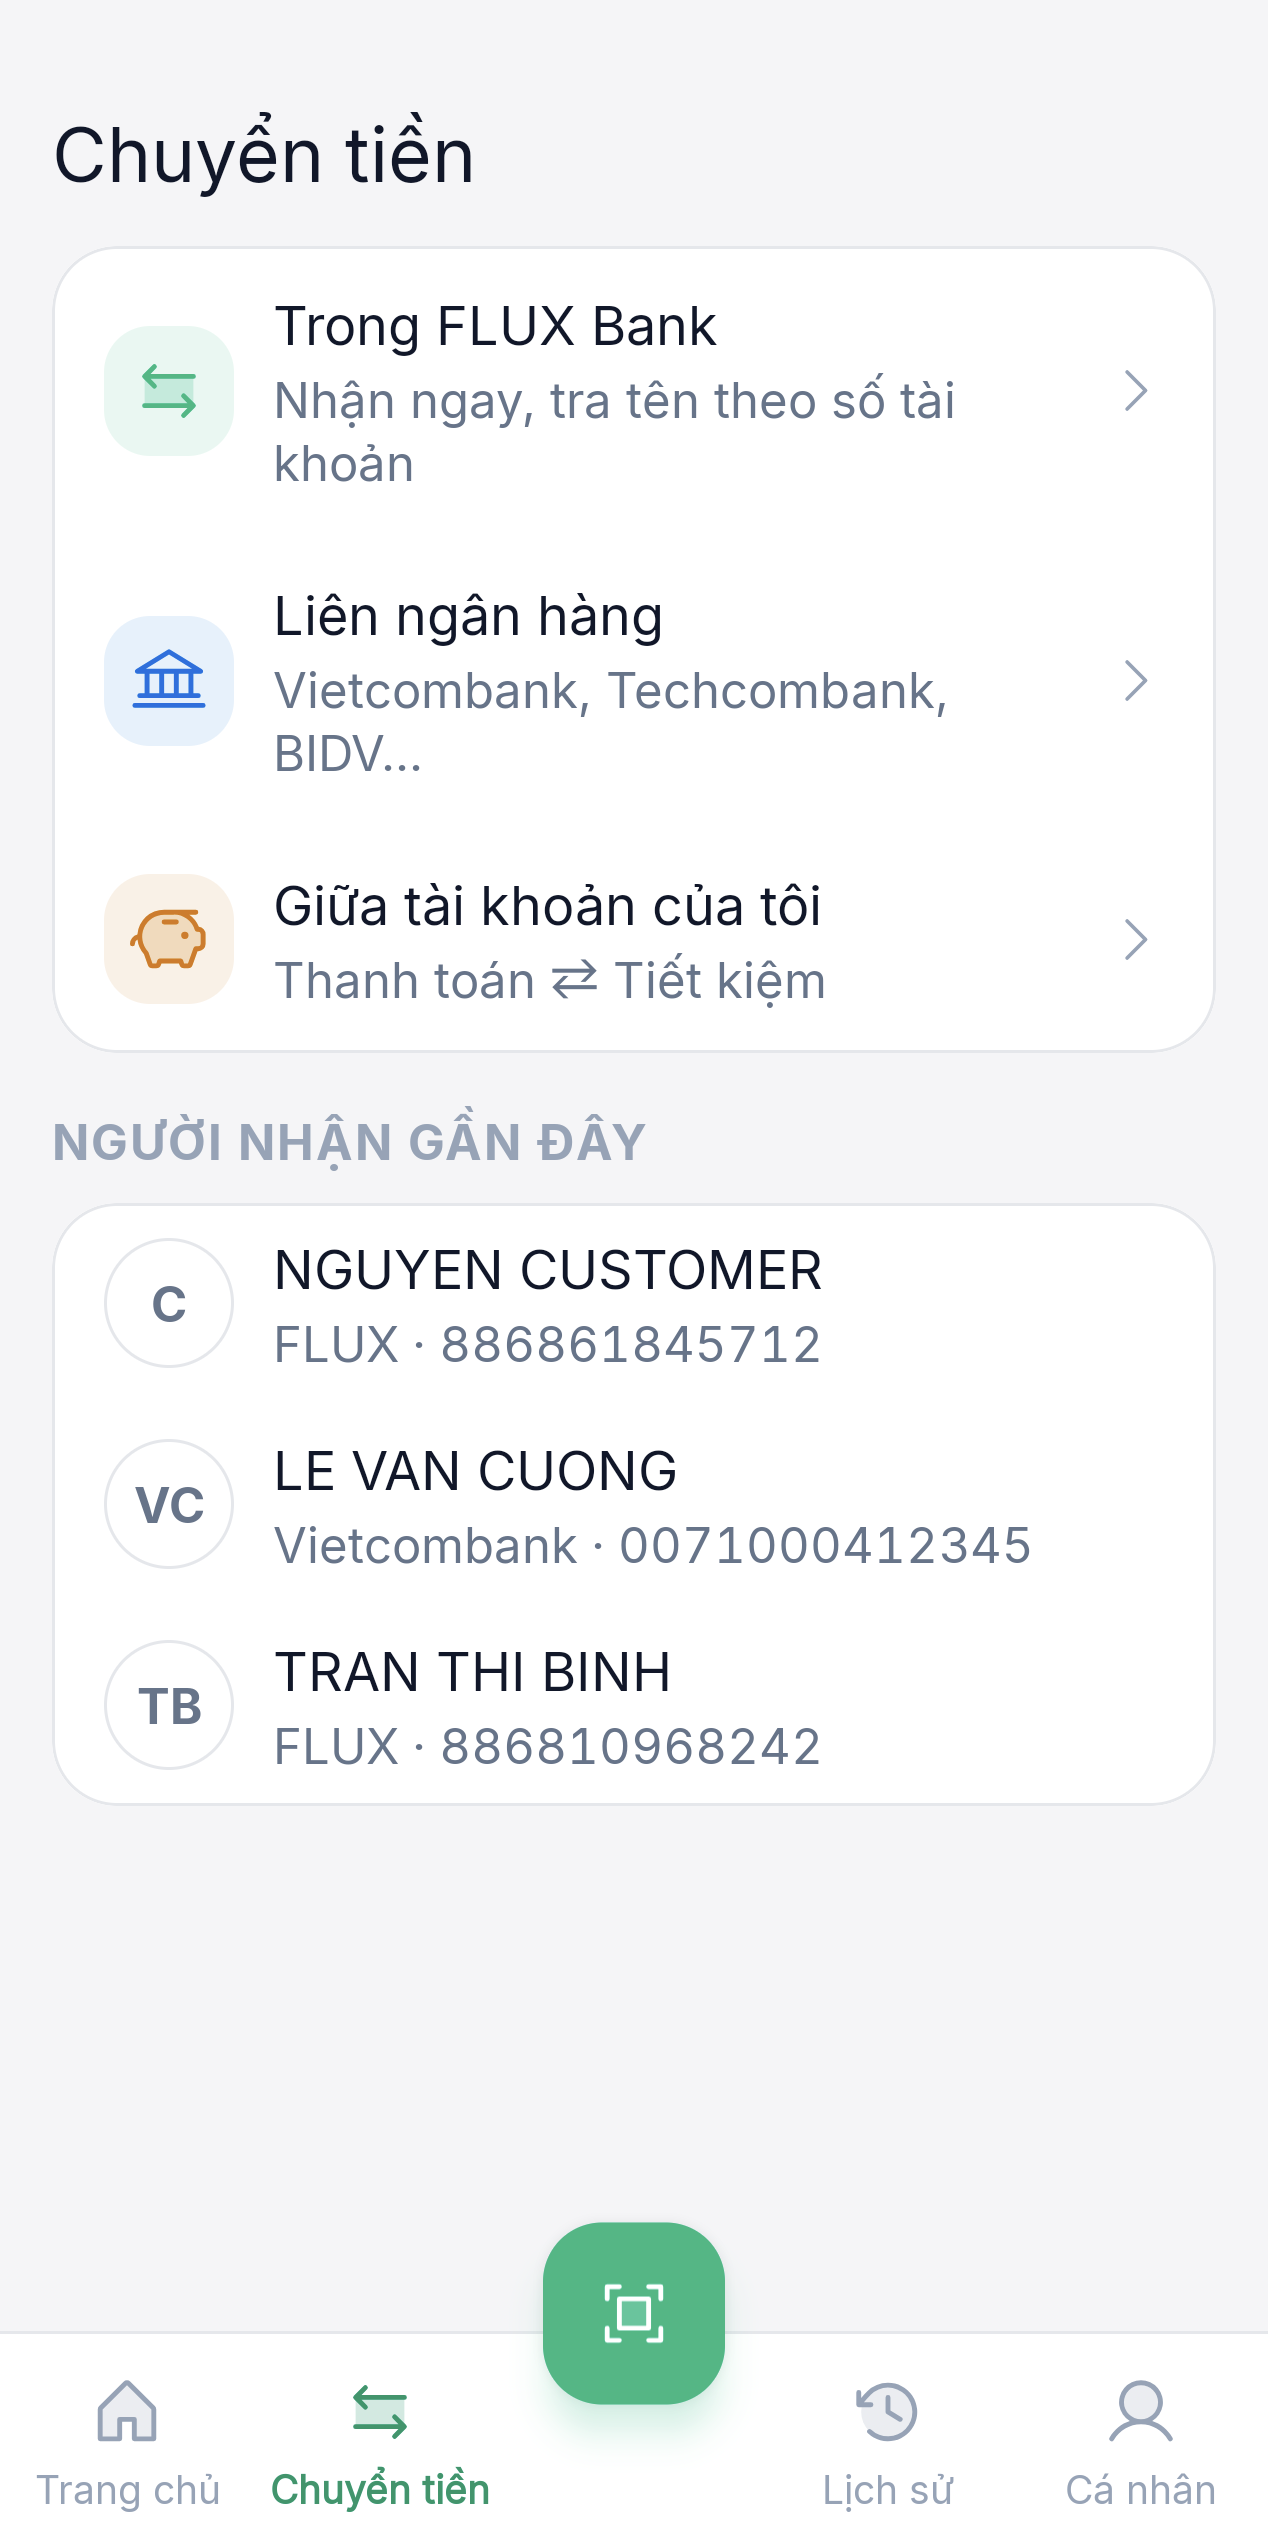 Chuyển tiền
Trong FLUX Bank
Nhận ngay, tra tên theo số tài
khoản
Liên ngân hàng
Vietcombank, Techcombank,
BIDV...
Giữa tài khoản của tôi
Thanh toán ⇄ Tiết kiệm
NGƯỜI NHẬN GẦN ĐÂY
C
NGUYEN CUSTOMER
FLUX · 886861845712
VC
LE VAN CUONG
Vietcombank · 0071000412345
TB
TRAN THI BINH
FLUX · 886810968242
Trang chủ
Chuyển tiền
Lịch sử
Cá nhân